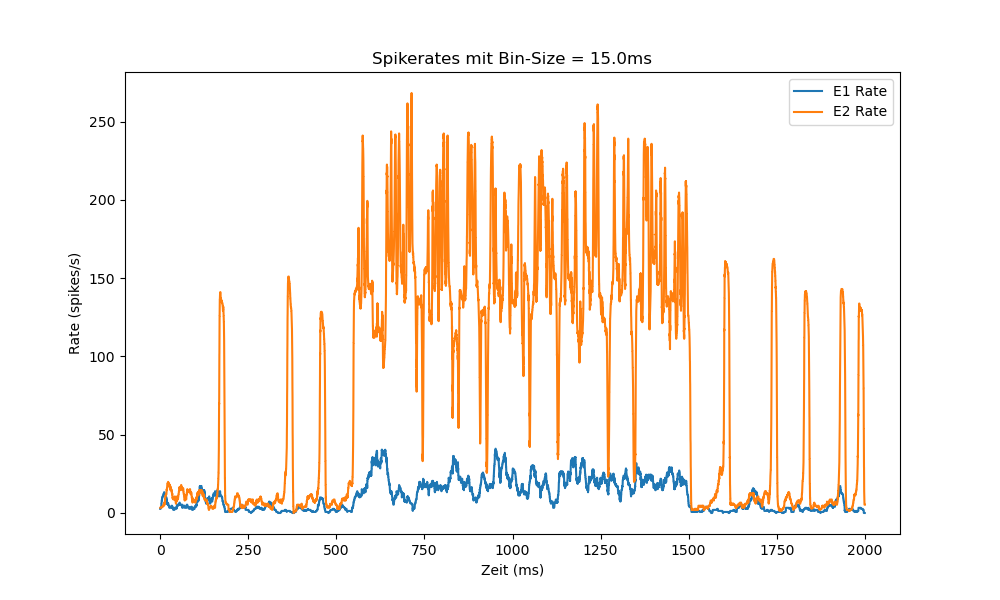 Spikerates mit Bin-Size = 15.0ms
E1 Rate
E2 Rate
Rate (spikes/s)
250
200
150
100
50
0
0 250 500 750 1000 1250 1500 1750 2000
Zeit (ms)